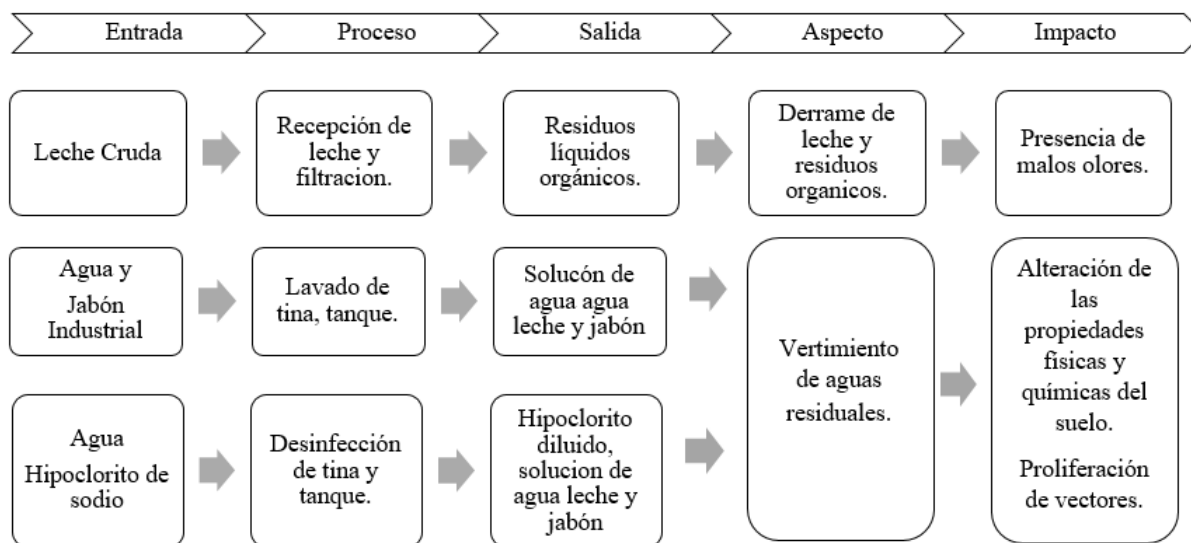 Entrada
Proceso
Salida
Aspecto
Impacto
Leche Cruda
Recepción de
leche y
filtracion.
Residuos
líquidos
orgánicos.
Derrame de
leche y
residuos
organicos.
Presencia de
malos olores.
Agua y
Jabón
Industrial
Lavado de
tina, tanque.
Solucón de
agua agua
leche y jabón
Vertimiento
de aguas
residuales.
Alteración de
las
propiedades
físicas y
químicas del
suelo.
Proliferación
de vectores.
Agua
Hipoclorito de
sodio
Desinfección
de tina y
tanque.
Hipoclorito
diluido,
solucion de
agua leche y
jabón